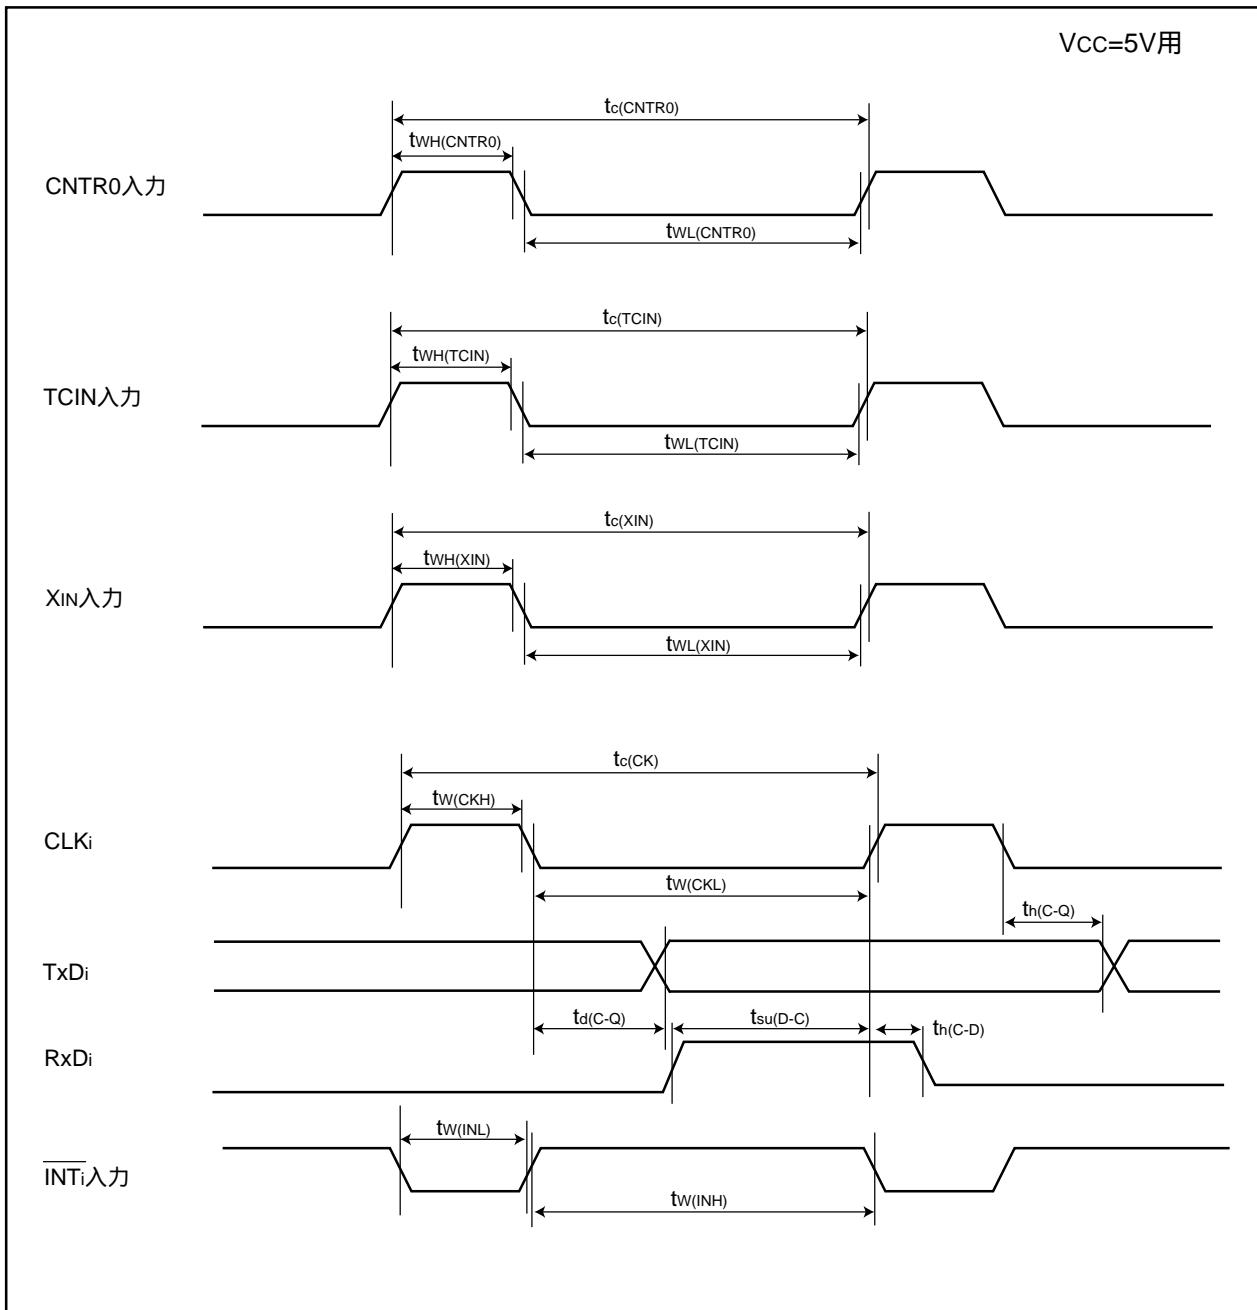 VCC=5V用
tc(CNTR0)
tWH(CNTR0)
CNTR0入力
tWL(CNTR0)
tc(TCIN)
tWH(TCIN)
TCIN入力
tWL(TCIN)
tc(XIN)
tWH(XIN)
XIN入力
tWL(XIN)
tc(CK)
tW(CKH)
CLKi
tW(CKL)
th(C-Q)
TxDi
td(C-Q) tsu(D-C) th(C-D)
RxDi
tW(INL)
INTi入力
tW(INH)